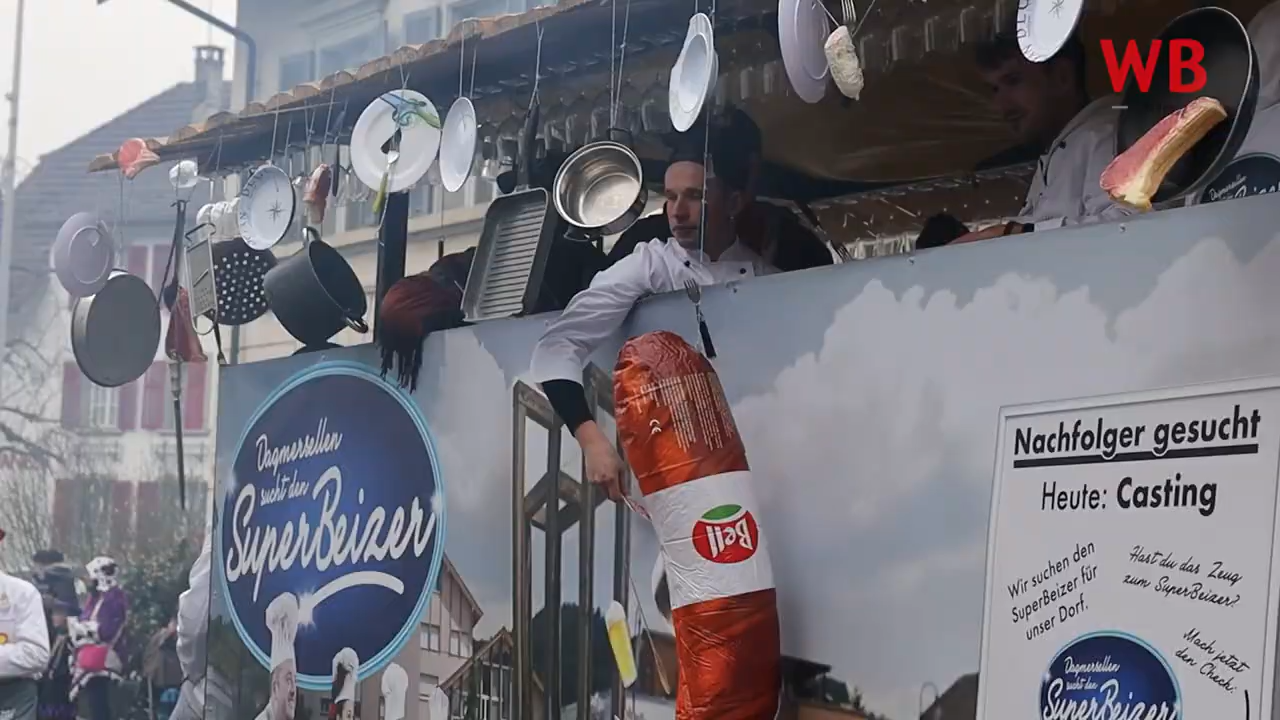 WB
Dagmersellen
sucht den
SuperBeizer
Bell
Nachfolger gesucht
Heute: Casting
Wir suchen den
SuperBeizer für
unser Dorf.
Hast du das Zeug
zum SuperBeizer?
Mach jetzt
den Check:
Dagmersellen
sucht den
SuperBeizer